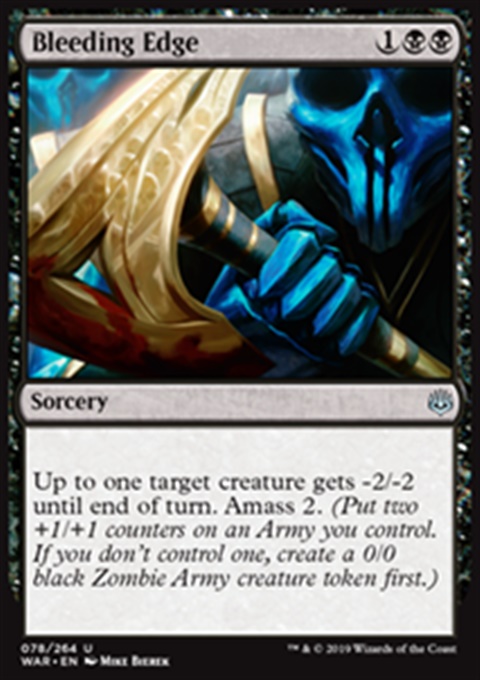 Bleeding Edge 1
Sorcery
Up to one target creature gets -2/-2
until end of turn. Amass 2. (Put two
+1/+1 counters on an Army you control.
If you don't control one, create a 0/0
black Zombie Army creature token first.)
078/264 U
WAR • EN Mike Bierek
™ & © 2019 Wizards of the Coast